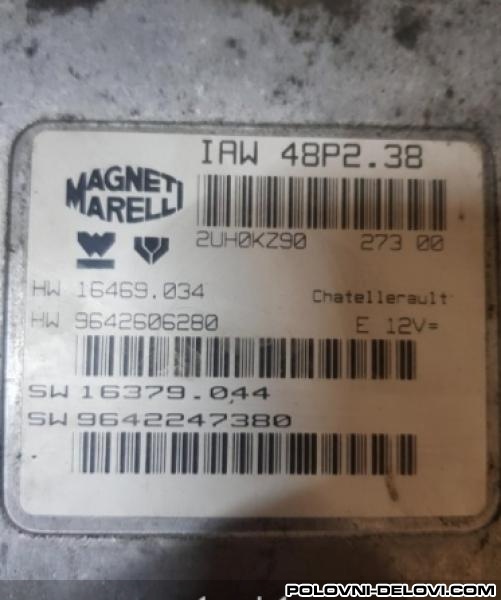 IAW 48P2.38
MAGNETI
MARELLI
2UH0KZ90 273 00
HW 16469.034 Chatellerault
HW 9642606280 E 12V=
SW 16379.044
SW 9642247380
POLOVNI-DELOVI.COM